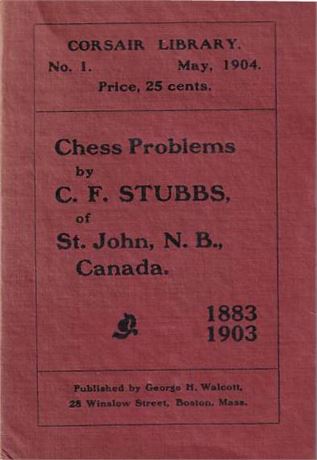 CORSAIR LIBRARY.
No. 1. May, 1904.
Price, 25 cents.
Chess Problems
by
C. F. STUBBS,
of
St. John, N. B.,
Canada.
1883
1903
Published by George H. Walcott,
28 Winslow Street, Boston, Mass.